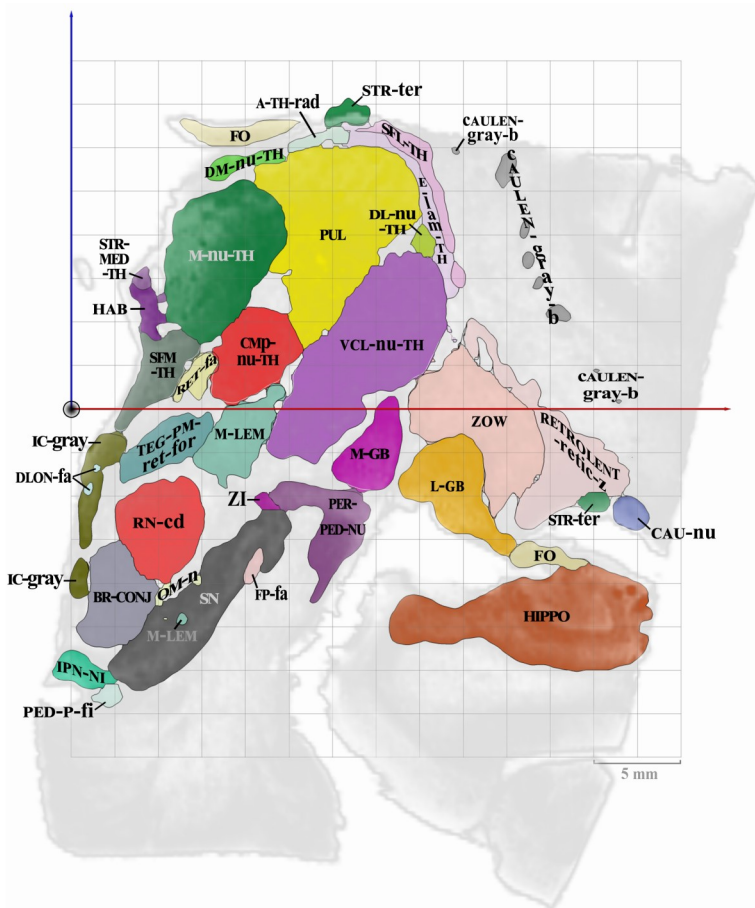 STR-ter
A-TH-rad
CAULEN-
gray-b
FO
SFL-TH
DM-nu-TH
CAULEN-gray-b
E-lam-TH
DL-nu
-TH
PUL
M-nu-TH
STR-
MED
-TH
HAB
CMp-
nu-TH
VCL-nu-TH
SFM
-TH
RET-fa
CAULEN-
gray-b
ZOW
RETROLENT
-retic-z
IC-gray
TEG-PM-
ret-for
M-LEM
M-GB
DLON-fa
L-GB
ZI
PER-
PED-NU
RN-cd
STR-ter
CAU-nu
FO
IC-gray
BR-CONJ
OM-n
SN
FP-fa
HIPPO
M-LEM
IPN-NI
PED-P-fi
5 mm